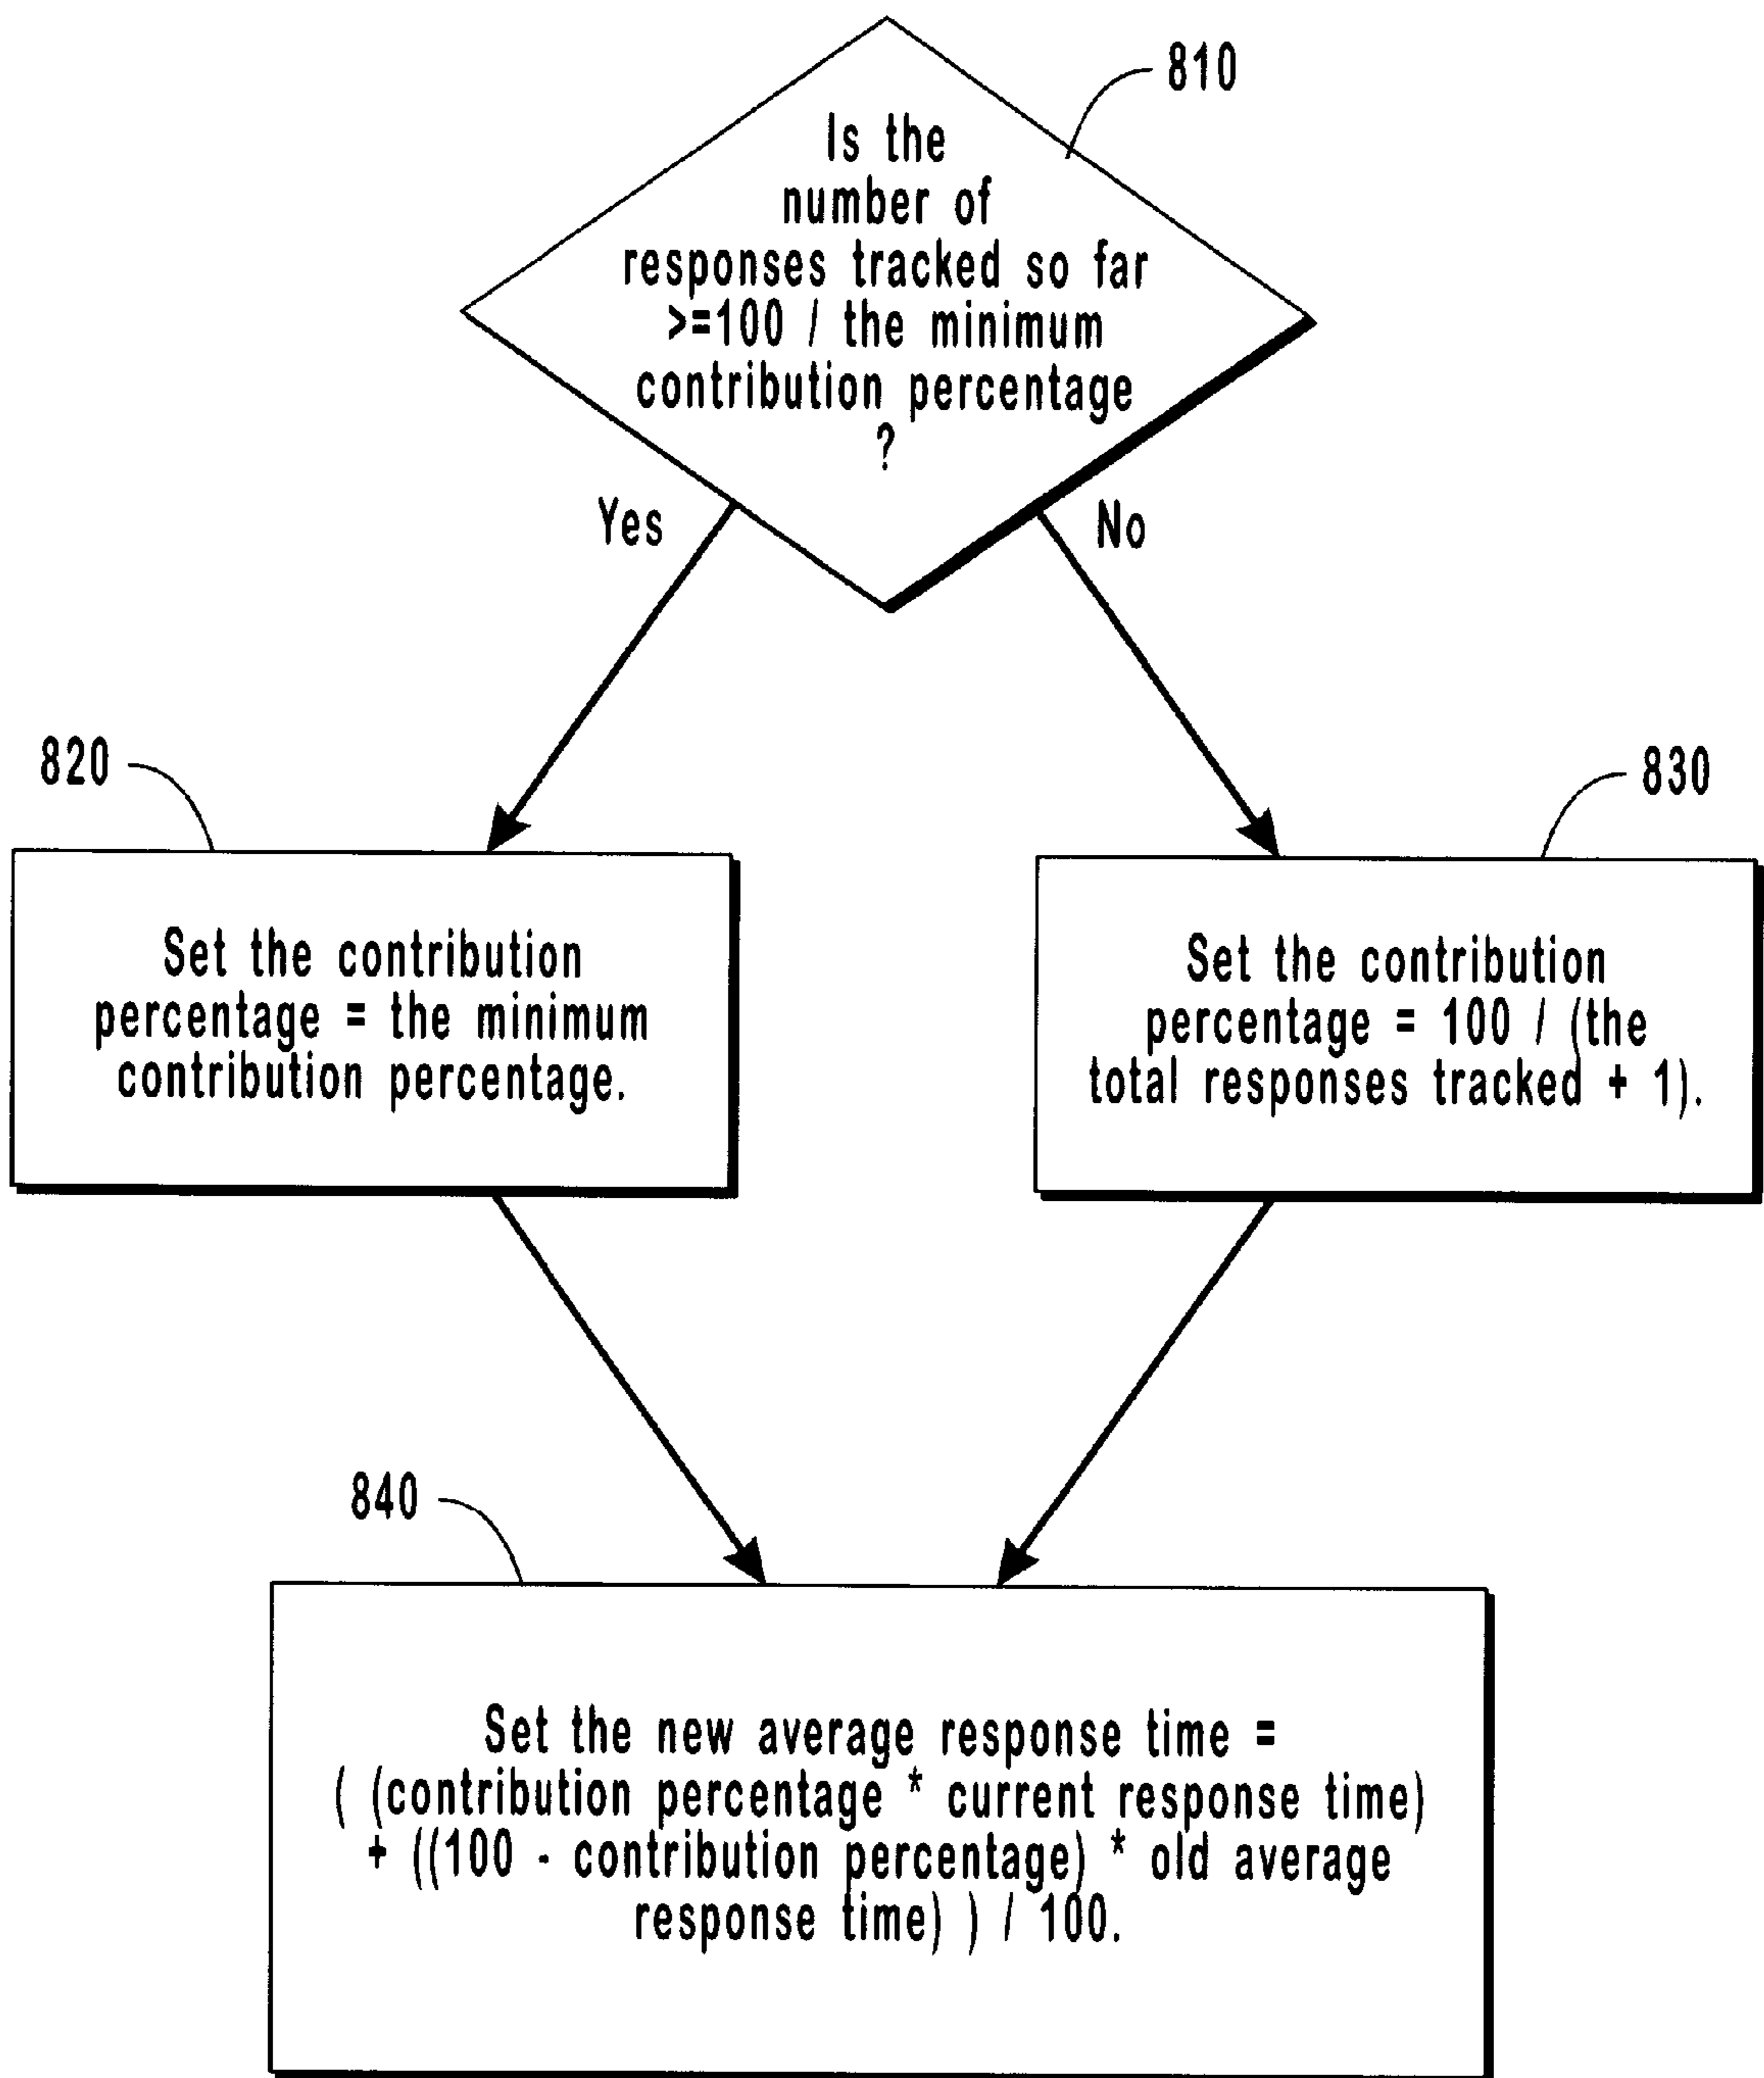 810
Is the
number of
responses tracked so far
>=100 / the minimum
contribution percentage
?
Yes
No
820
830
Set the contribution
percentage = the minimum
contribution percentage.
Set the contribution
percentage = 100 / (the
total responses tracked + 1).
840
Set the new average response time =
( (contribution percentage * current response time)
+ ((100 - contribution percentage) * old average
response time) ) / 100.